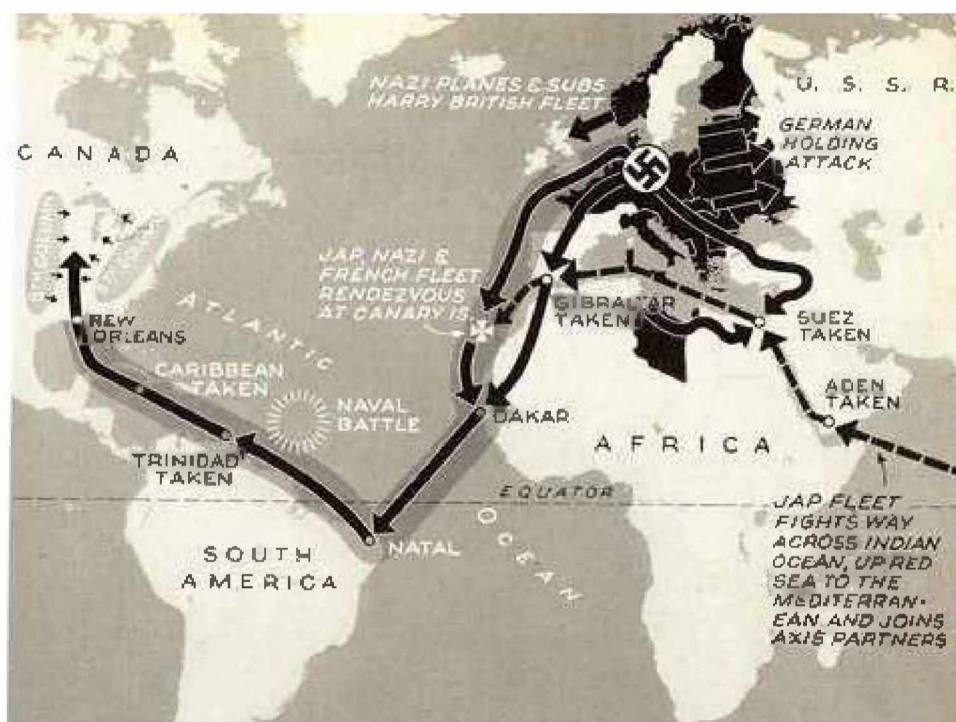 NAZI PLANES & SUBS
HARRY BRITISH FLEET
U. S. S. R.
GERMAN
HOLDING
ATTACK
CANADA
JAP, NAZI &
FRENCH FLEET
RENDEZVOUS
AT CANARY IS.
ATLANTIC
NEW
ORLEANS
CARIBBEAN
TAKEN
NAVAL
BATTLE
TRINIDAD
TAKEN
GIBRALTAR
TAKEN
SUEZ
TAKEN
ADEN
TAKEN
DAKAR
AFRICA
EQUATOR
OCEAN
NATAL
SOUTH
AMERICA
JAP FLEET
FIGHTS WAY
ACROSS INDIAN
OCEAN, UP RED
SEA TO THE
MEDITERRAN-
EAN AND JOINS
AXIS PARTNERS